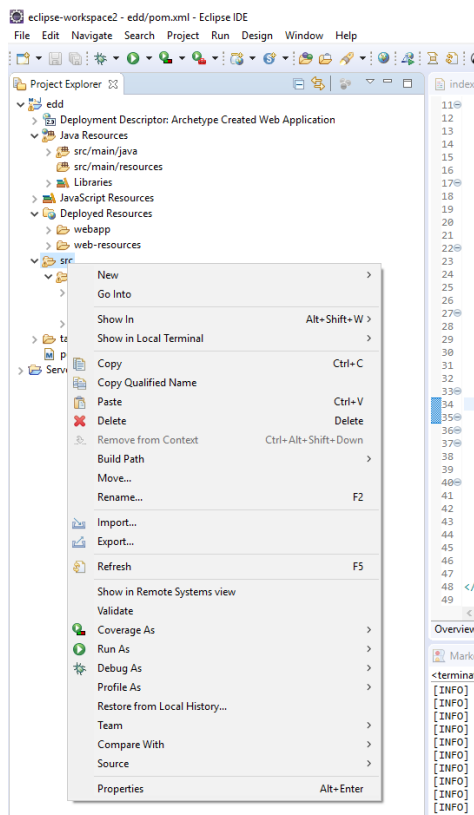 eclipse-workspace2 - edd/pom.xml - Eclipse IDE
File Edit Navigate Search Project Run Design Window Help
Project Explorer
edd
Deployment Descriptor: Archetype Created Web Application
Java Resources
src/main/java
src/main/resources
Libraries
JavaScript Resources
Deployed Resources
webapp
web-resources
src
ta
Serve
New
Go Into
Show In Alt+Shift+W >
Show in Local Terminal
Copy Ctrl+C
Copy Qualified Name
Paste Ctrl+V
Delete Delete
Remove from Context Ctrl+Alt+Shift+Down
Build Path
Move...
Rename... F2
Import...
Export...
Refresh F5
Show in Remote Systems view
Validate
Coverage As
Run As
Debug As
Profile As
Restore from Local History...
Team
Compare With
Source
Properties Alt+Enter
index
11
12
13
14
15
16
17
18
19
20
21
22
23
24
25
26
27
28
29
30
31
32
33
34
35
36
37
38
39
40
41
42
43
44
45
46
47
48 </
49
Overview
Mark
<termina
[INFO]
[INFO]
[INFO]
[INFO]
[INFO]
[INFO]
[INFO]
[INFO]
[INFO]
[INFO]